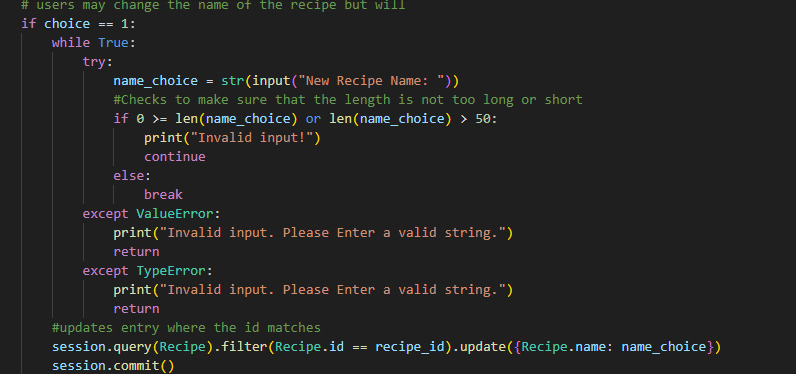 # users may change the name of the recipe but will
if choice == 1:
    while True:
        try:
            name_choice = str(input("New Recipe Name: "))
            #Checks to make sure that the length is not too long or short
            if 0 >= len(name_choice) or len(name_choice) > 50:
                print("Invalid input!")
                continue
            else:
                break
        except ValueError:
            print("Invalid input. Please Enter a valid string.")
            return
        except TypeError:
            print("Invalid input. Please Enter a valid string.")
            return
    #updates entry where the id matches
    session.query(Recipe).filter(Recipe.id == recipe_id).update({Recipe.name: name_choice})
    session.commit()